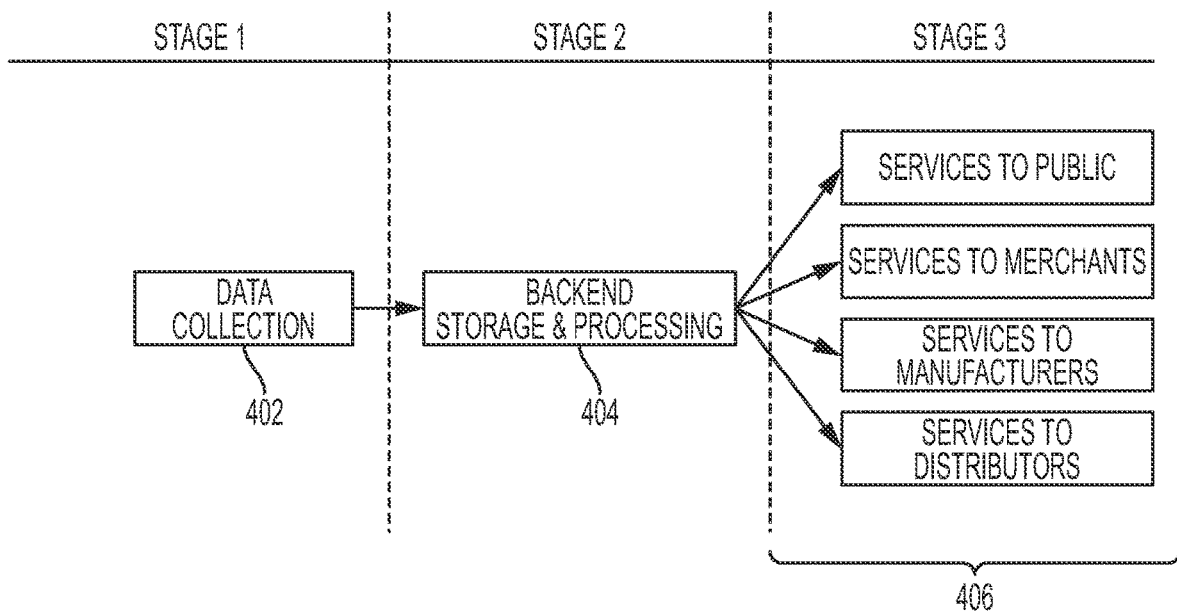 STAGE 1
STAGE 2
STAGE 3
DATA
COLLECTION
402
BACKEND
STORAGE & PROCESSING
404
SERVICES TO PUBLIC
SERVICES TO MERCHANTS
SERVICES TO
MANUFACTURERS
SERVICES TO
DISTRIBUTORS
406